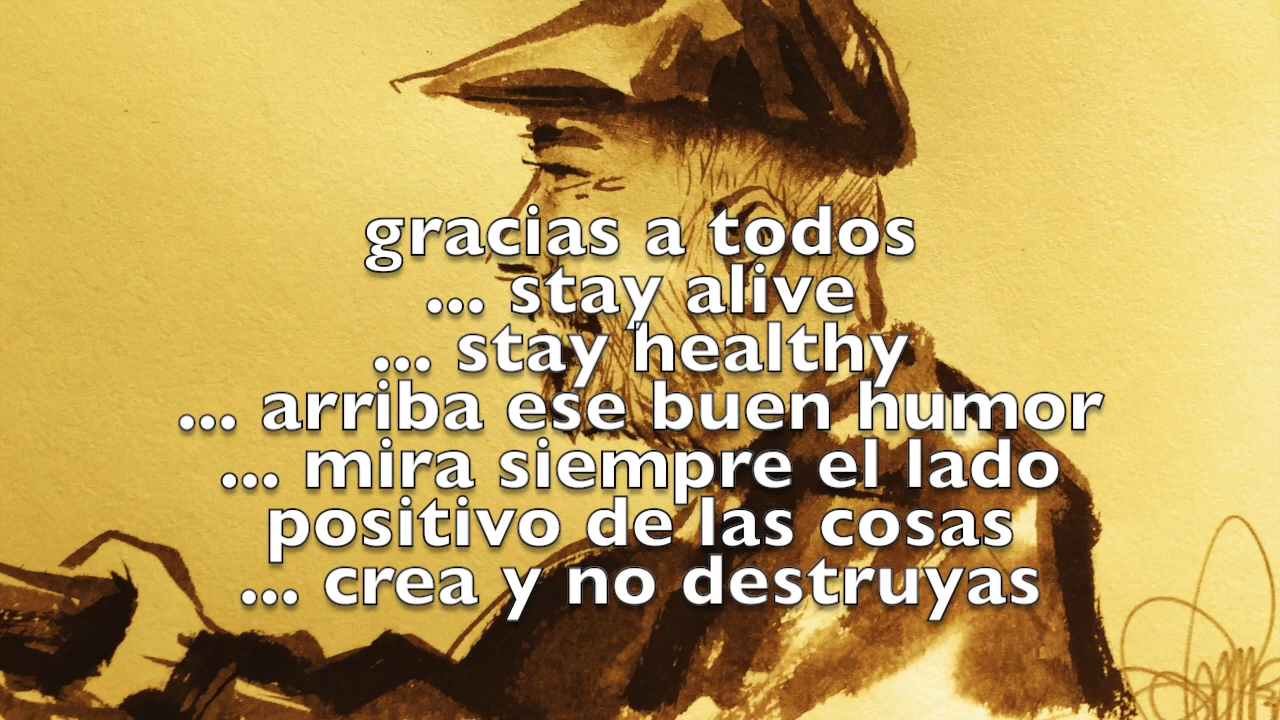 gracias a todos
... stay alive
... stay healthy
... arriba ese buen humor
... mira siempre el lado
positivo de las cosas
... crea y no destruyas